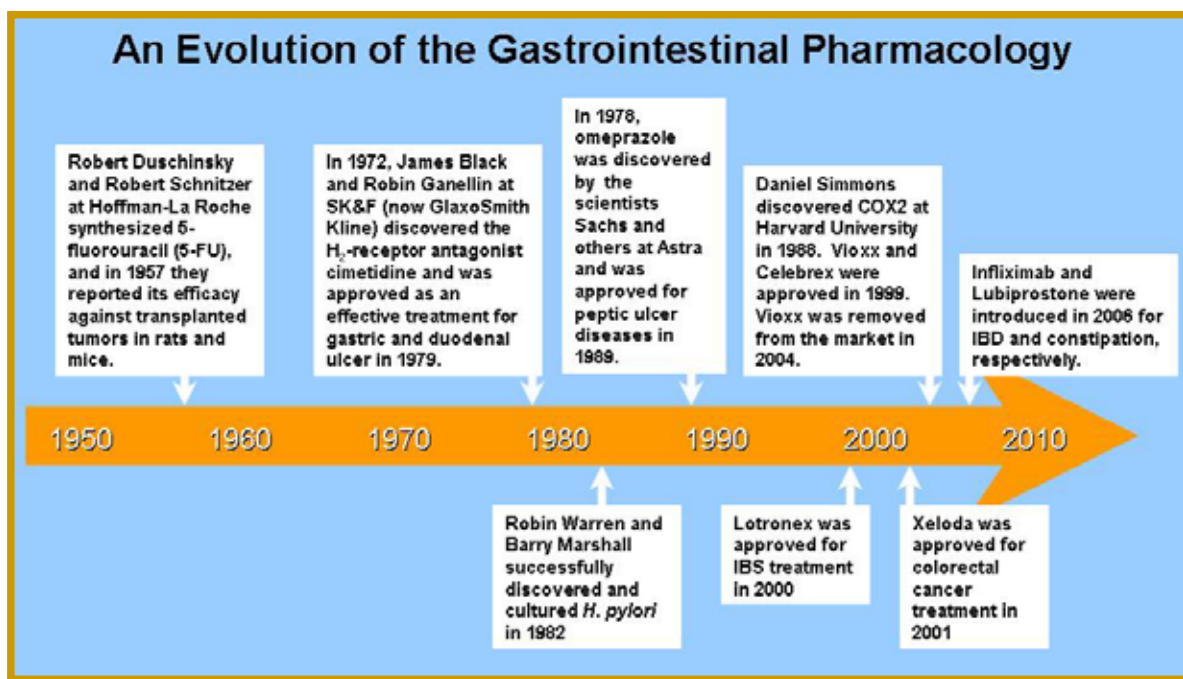 An Evolution of the Gastrointestinal Pharmacology
Robert Duschinsky
and Robert Schnitzer
at Hoffman-La Roche
synthesized 5-
fluorouracil (5-FU),
and in 1957 they
reported its efficacy
against transplanted
tumors in rats and
mice.
In 1972, James Black
and Robin Ganellin at
SK&F (now GlaxoSmith
Kline) discovered the
H₂-receptor antagonist
cimetidine and was
approved as an
effective treatment for
gastric and duodenal
ulcer in 1979.
In 1978,
omeprazole
was discovered
by the
scientists
Sachs and
others at Astra
and was
approved for
peptic ulcer
diseases in
1989.
Daniel Simmons
discovered COX2 at
Harvard University
in 1988. Vioxx and
Celebrex were
approved in 1999.
Vioxx was removed
from the market in
2004.
Infliximab and
Lubiprostone were
introduced in 2006 for
IBD and constipation,
respectively.
1950 1960 1970 1980 1990 2000 2010
Robin Warren and
Barry Marshall
successfully
discovered and
cultured H. pylori
in 1982
Lotronex was
approved for
IBS treatment
in 2000
Xeloda was
approved for
colorectal
cancer
treatment in
2001